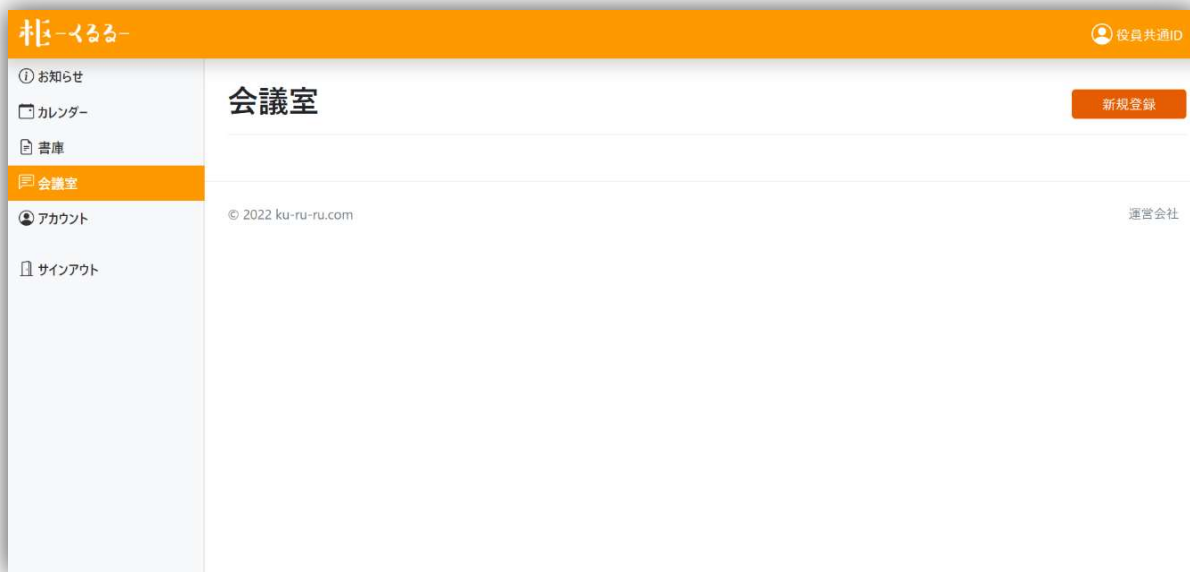 枢-くるる-
役員共通ID
お知らせ
カレンダー
書庫
会議室
アカウント
サインアウト
会議室
新規登録
© 2022 ku-ru-ru.com
運営会社